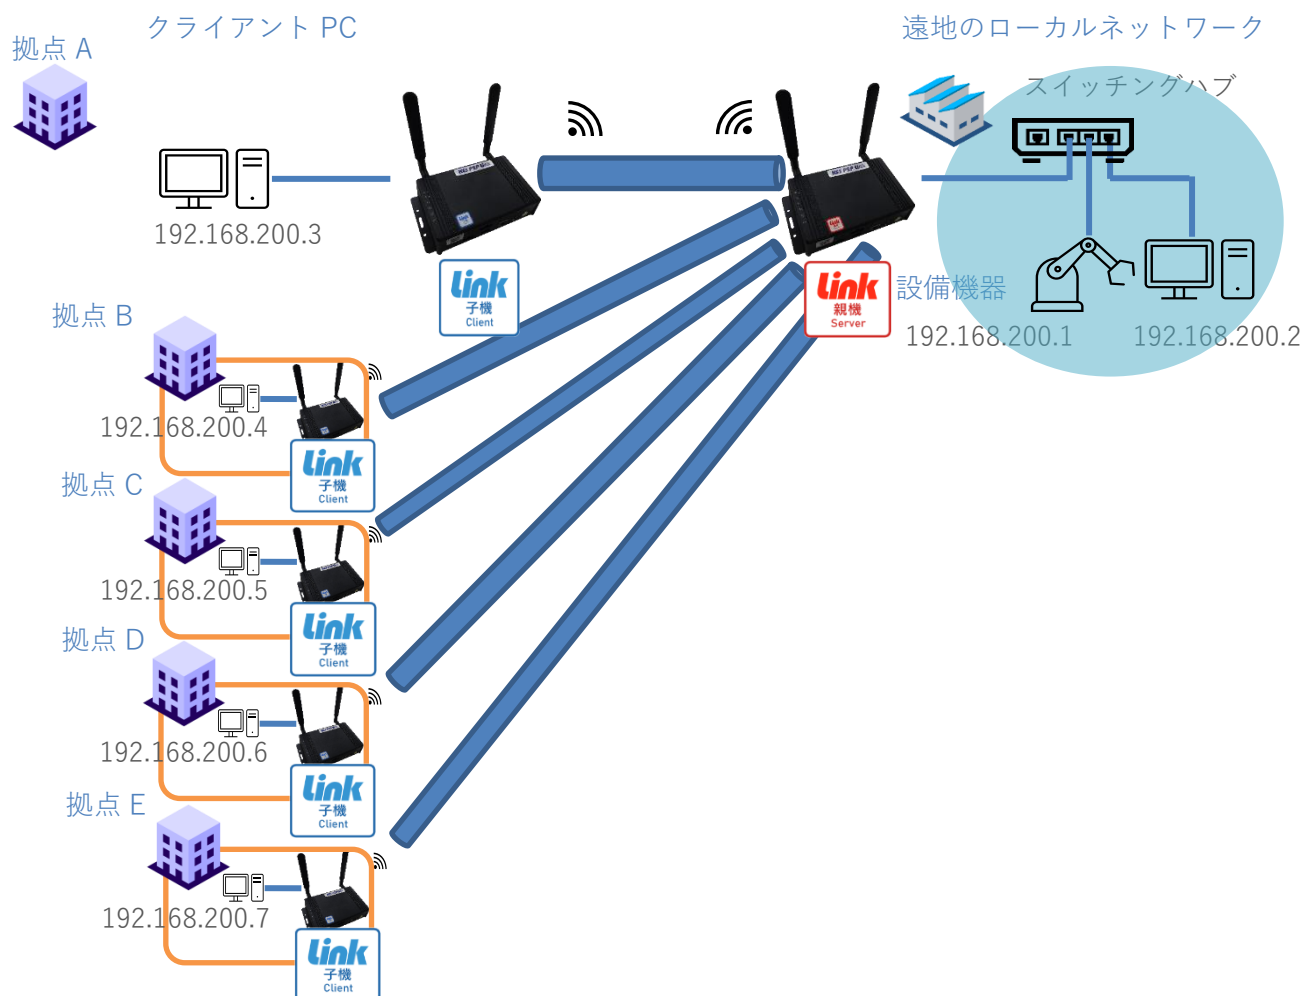 クライアント PC
遠地のローカルネットワーク
拠点 A
スイッチングハブ
192.168.200.3
Link
子機
Client
Link
親機
Server
設備機器
192.168.200.1
192.168.200.2
拠点 B
192.168.200.4
Link
子機
Client
拠点 C
192.168.200.5
Link
子機
Client
拠点 D
192.168.200.6
Link
子機
Client
拠点 E
192.168.200.7
Link
子機
Client